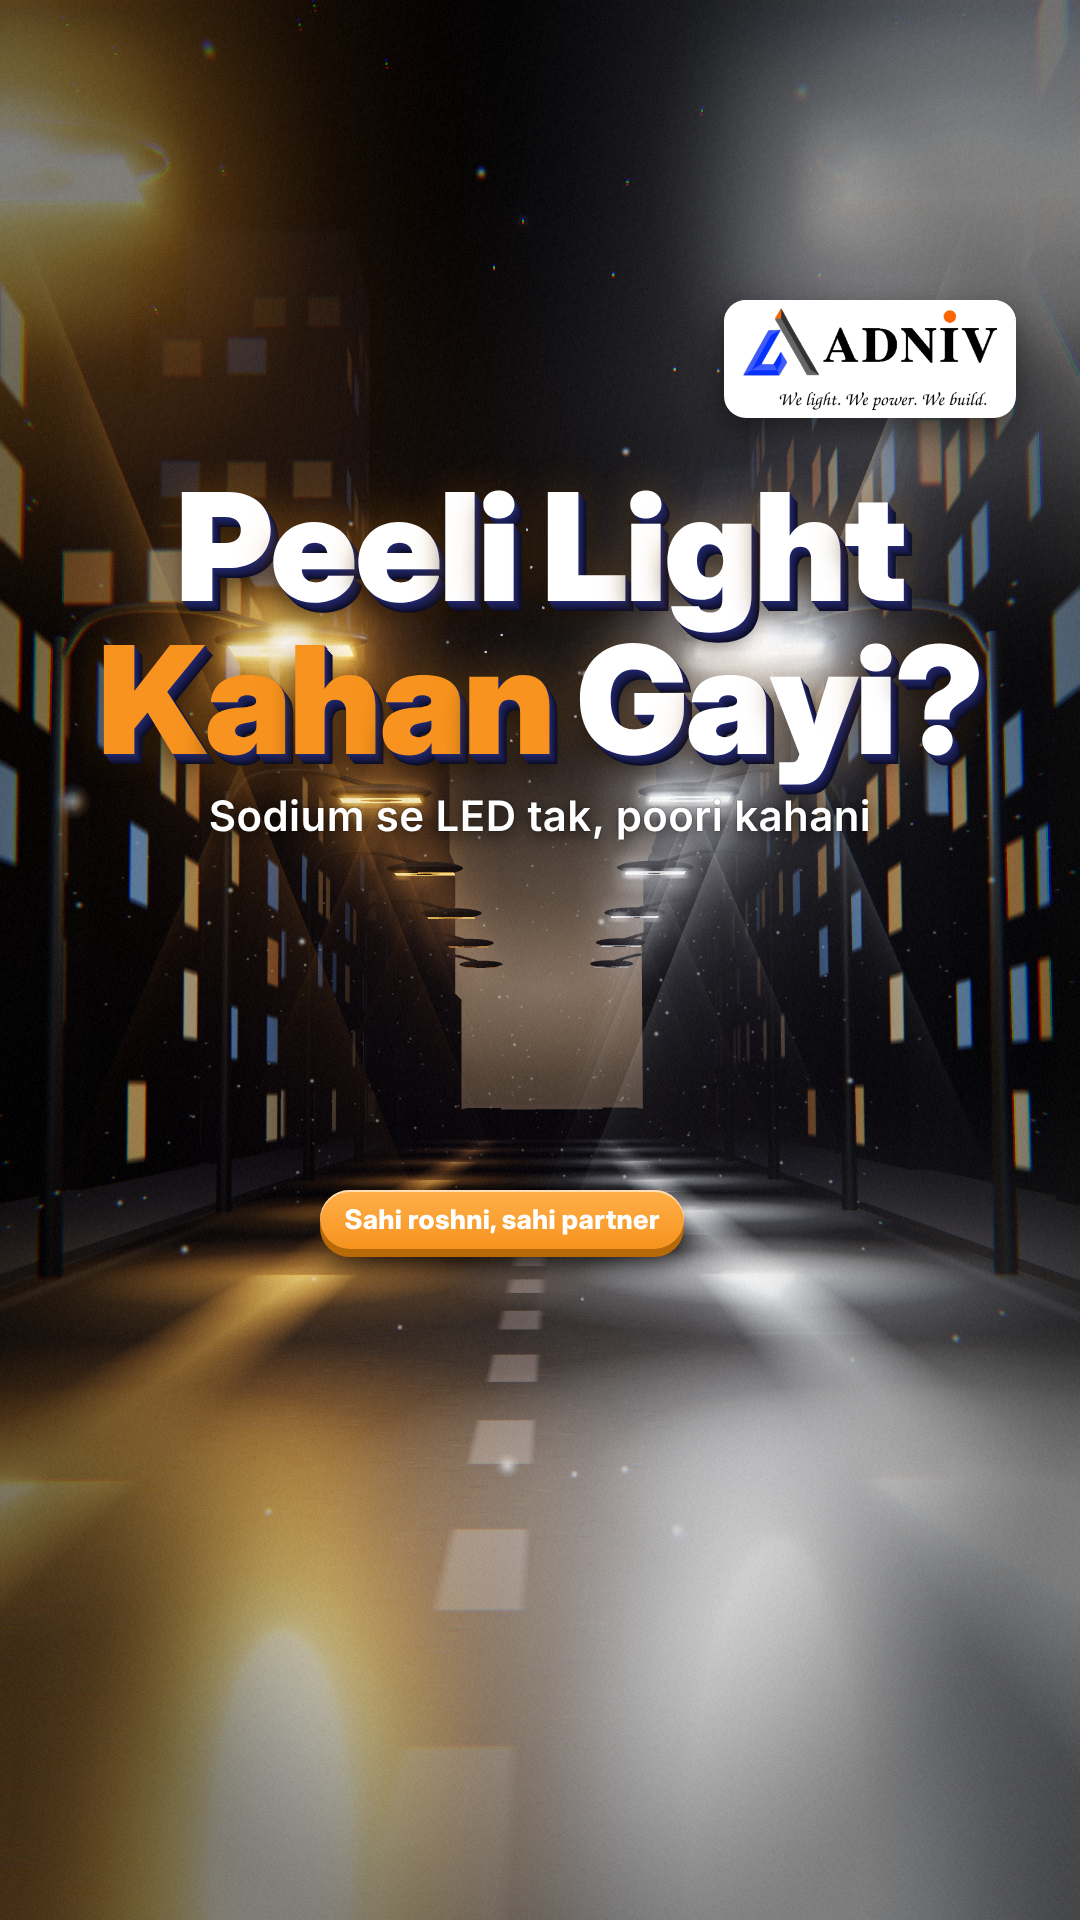 ADNIV
We light. We power. We build.
Peeli Light
Kahan Gayi?
Sodium se LED tak, poori kahani
Sahi roshni, sahi partner